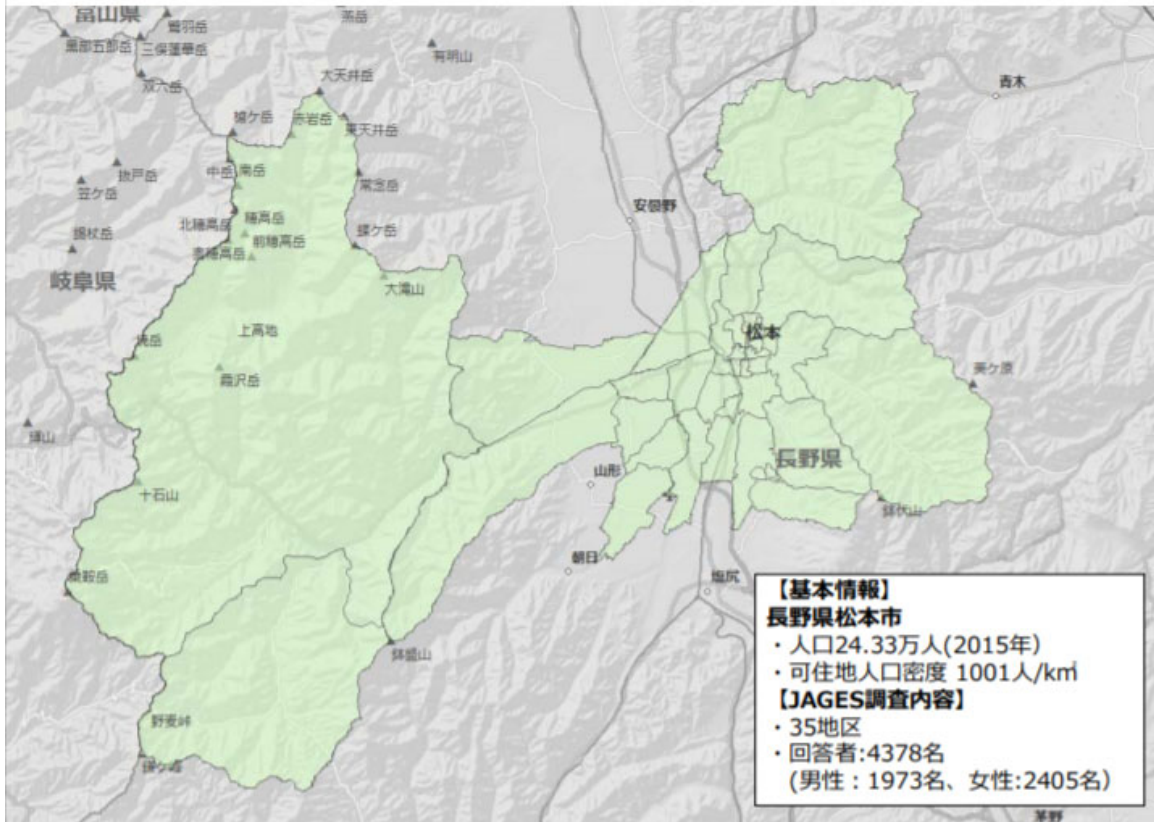 富山県
鷲羽岳
燕岳
黒部五郎岳
三俣蓮華岳
有明山
双六岳
大天井岳
青木
赤岩岳
東天井岳
中岳
南岳
抜戸岳
常念岳
笠ケ岳
安曇野
北穂高岳
穂高岳
錫杖岳
前穂高岳
蝶ケ岳
岐阜県
大滝山
上高地
松本
焼岳
霞沢岳
美ケ原
山形
長野県
十石山
鉢伏山
朝日
塩尻
乗鞍岳
鉢盛山
野麦峠
鎌ケ峰
茅野
【基本情報】
長野県松本市
・人口24.33万人(2015年)
・可住地人口密度 1001人/k㎡
【JAGES調査内容】
・35地区
・回答者:4378名
(男性：1973名、女性:2405名)